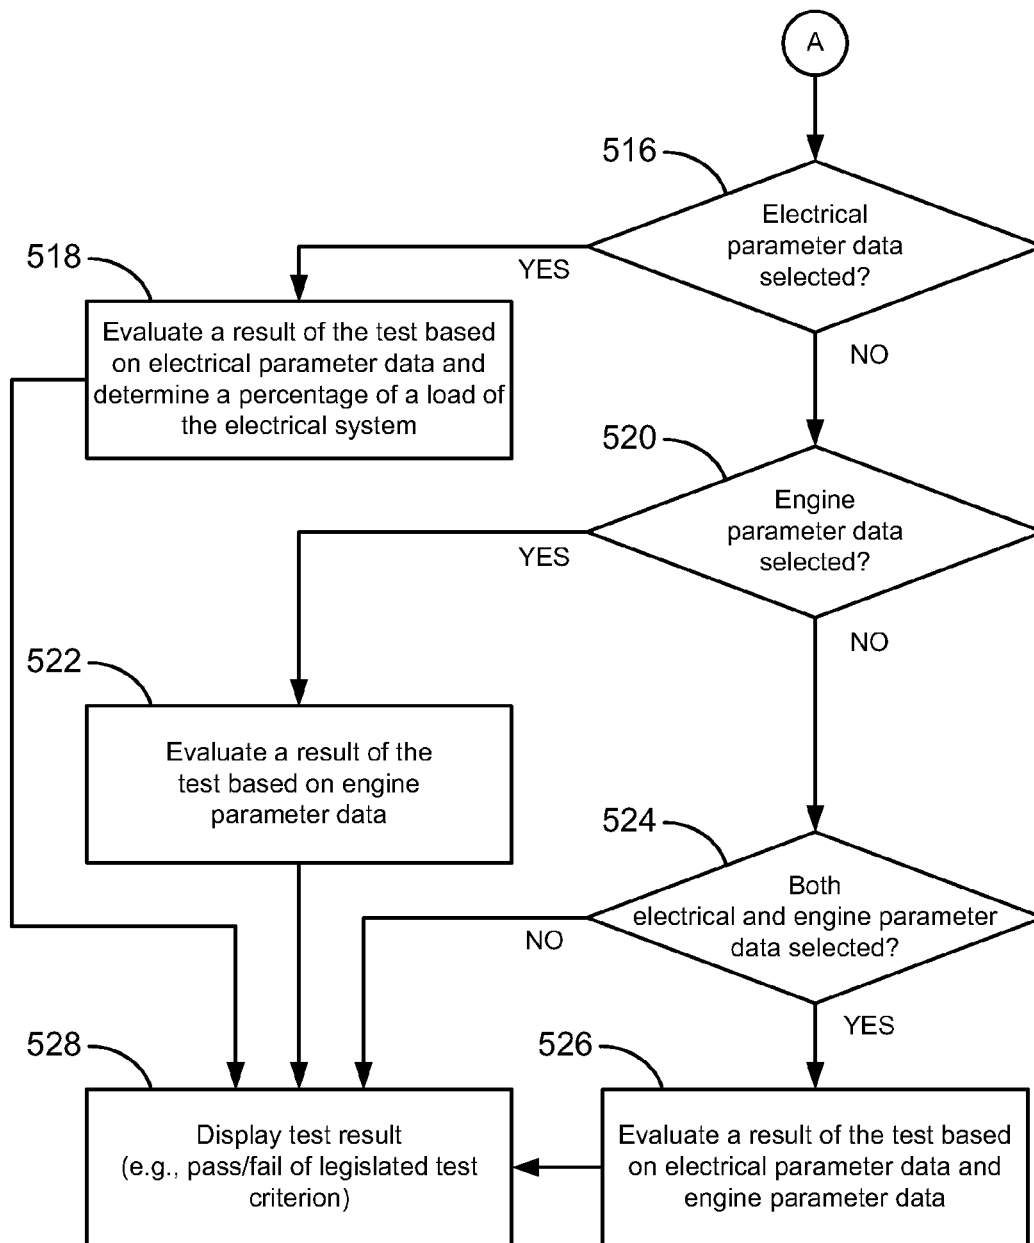 A
516
Electrical
parameter data
selected?
YES
NO
518
Evaluate a result of the test based
on electrical parameter data and
determine a percentage of a load of
the electrical system
520
Engine
parameter data
selected?
YES
NO
522
Evaluate a result of the
test based on engine
parameter data
524
Both
electrical and engine parameter
data selected?
NO
YES
528
Display test result
(e.g., pass/fail of legislated test
criterion)
526
Evaluate a result of the test based
on electrical parameter data and
engine parameter data